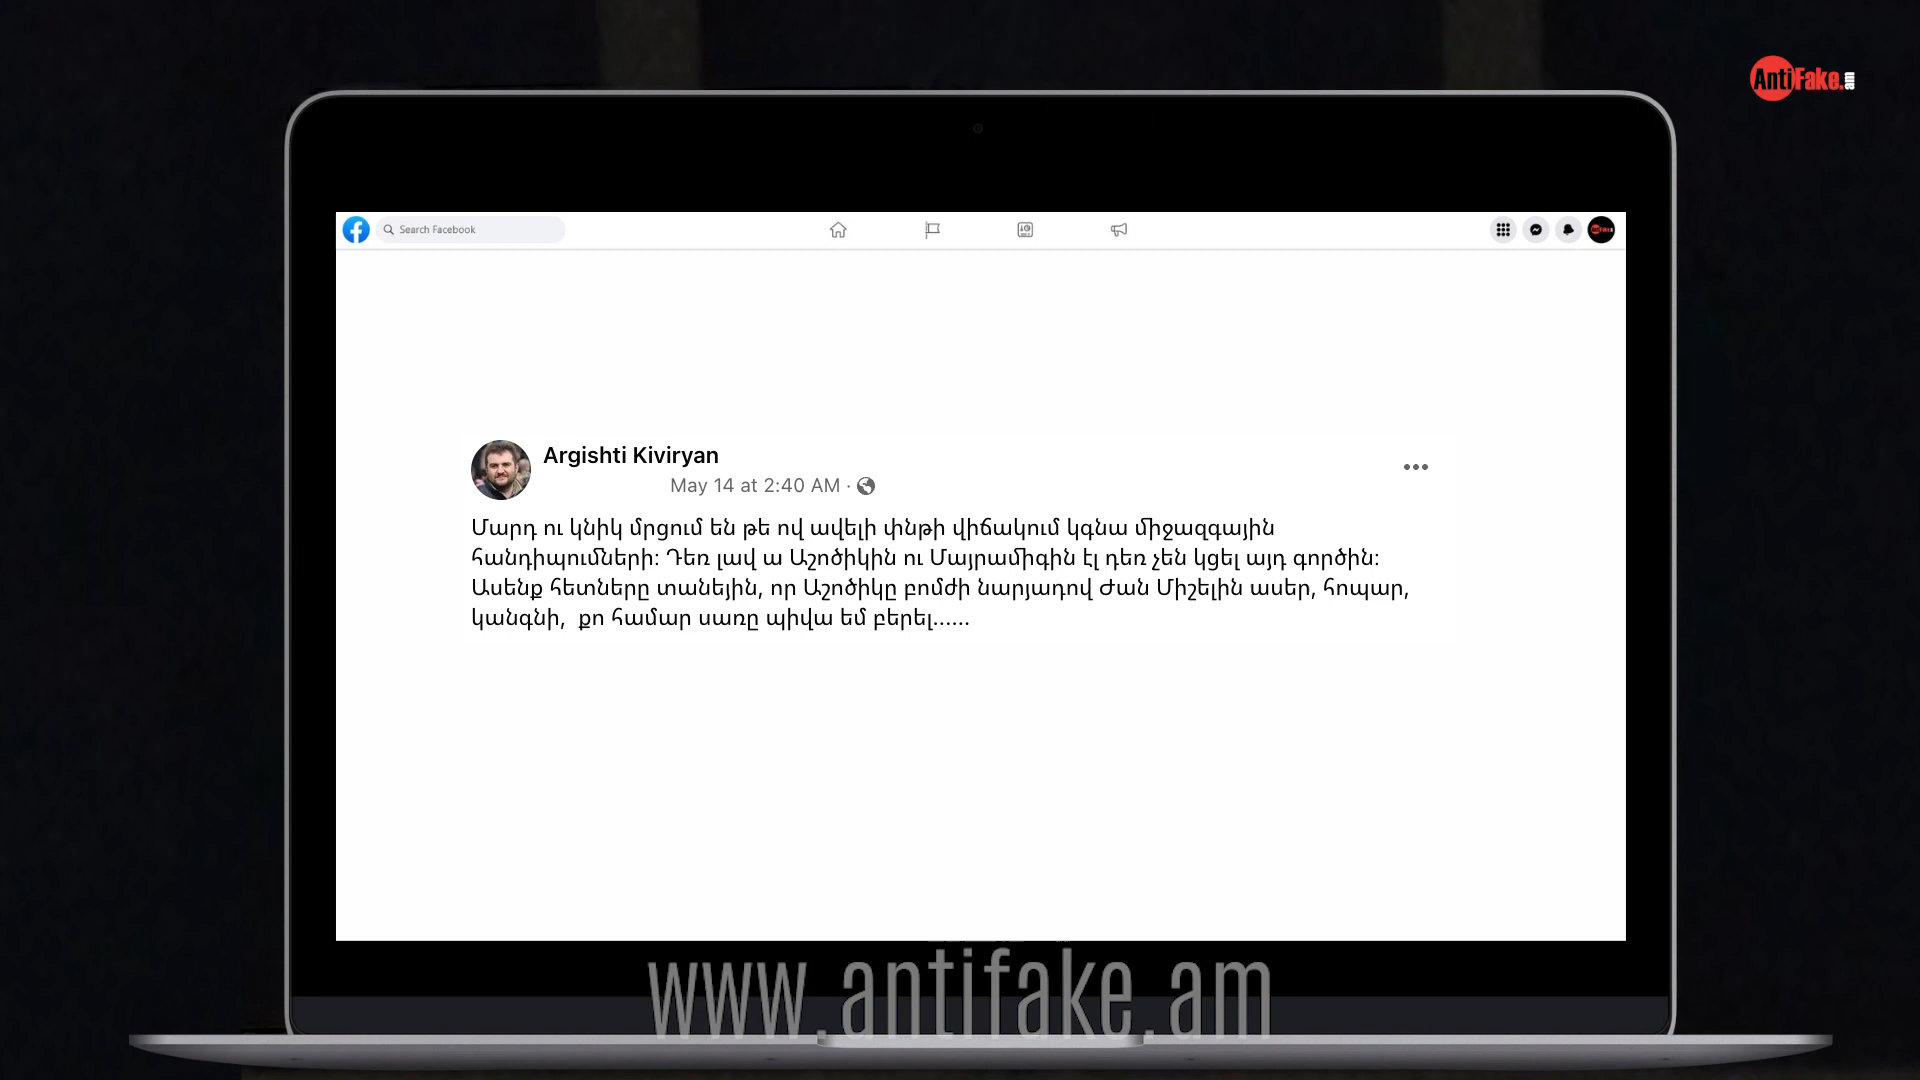 AntiFake.am
Search Facebook
Argishti Kiviryan
May 14 at 2:40 AM ·
Մարդ ու կնիկ մրցում են թե ով ավելի փնթի վիճակում կգնա միջազգային
հանդիպումների։ Դեռ լավ ա Աշոծիկին ու Մայրամիգին էլ դեռ չեն կցել այդ գործին։
Ասենք հետները տանեյին, որ Աշոծիկը բոմժի նարյադով Ժան Միշելին ասեր, հոպար,
կանգնի,  քո համար սառը պիվա եմ բերել......
www.antifake.am